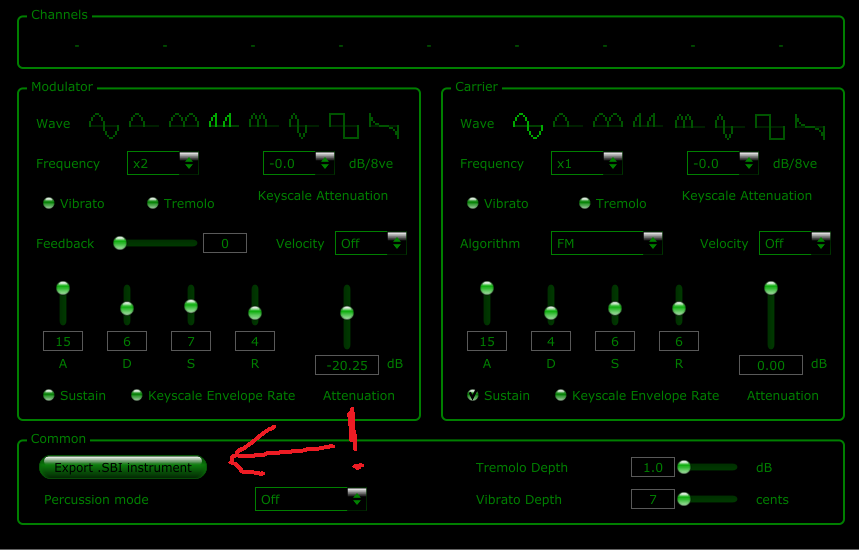 Channels
- - - - - - - - -
Modulator
Wave
Frequency x2 -0.0 dB/8ve
Keyscale Attenuation
Vibrato Tremolo
Feedback 0 Velocity Off
15 6 7 4 -20.25 dB
A D S R
Sustain Keyscale Envelope Rate Attenuation
Carrier
Wave
Frequency x1 -0.0 dB/8ve
Keyscale Attenuation
Vibrato Tremolo
Algorithm FM Velocity Off
15 4 6 6 0.00 dB
A D S R
Sustain Keyscale Envelope Rate Attenuation
Common
Export .SBI instrument
Percussion mode Off
Tremolo Depth 1.0 dB
Vibrato Depth 7 cents
!